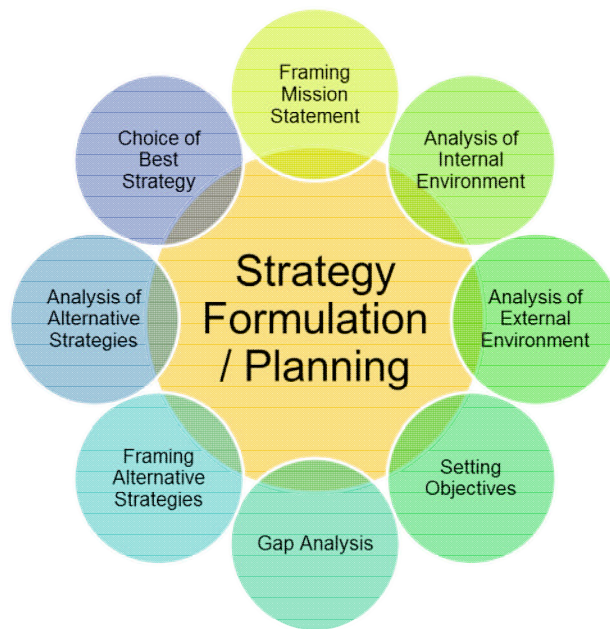 Framing
Mission
Statement
Analysis of
Internal
Environment
Analysis of
External
Environment
Setting
Objectives
Gap Analysis
Framing
Alternative
Strategies
Analysis of
Alternative
Strategies
Choice of
Best
Strategy
Strategy
Formulation
/ Planning